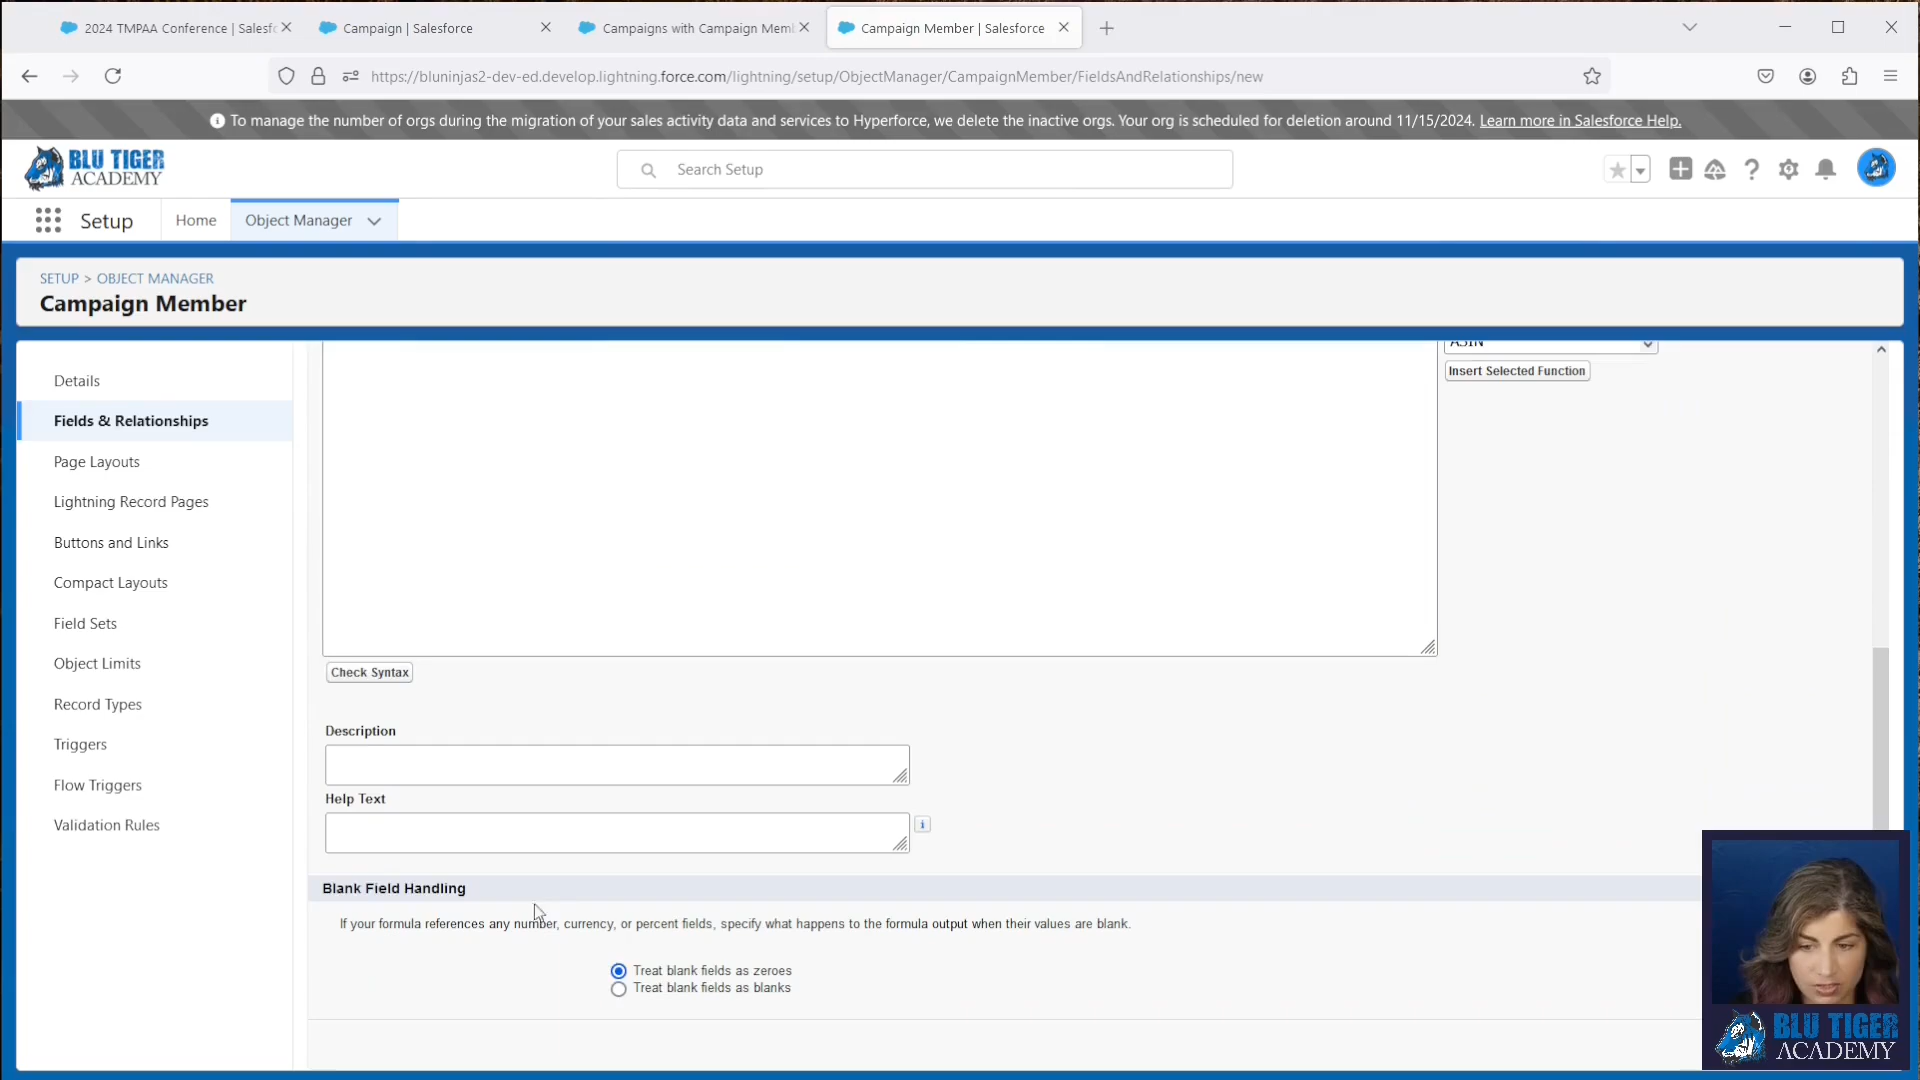 2024 TMPAA Conference | Salesfc
Campaign | Salesforce
Campaigns with Campaign Memb
Campaign Member | Salesforce
https://bluninjas2-dev-ed.develop.lightning.force.com/lightning/setup/ObjectManager/CampaignMember/FieldsAndRelationships/new
To manage the number of orgs during the migration of your sales activity data and services to Hyperforce, we delete the inactive orgs. Your org is scheduled for deletion around 11/15/2024. Learn more in Salesforce Help.
BLU TIGER
ACADEMY
Search Setup
Setup
Home
Object Manager
SETUP > OBJECT MANAGER
Campaign Member
Details
Fields & Relationships
Page Layouts
Lightning Record Pages
Buttons and Links
Compact Layouts
Field Sets
Object Limits
Record Types
Triggers
Flow Triggers
Validation Rules
ASIN
Insert Selected Function
Check Syntax
Description
Help Text
Blank Field Handling
If your formula references any number, currency, or percent fields, specify what happens to the formula output when their values are blank.
Treat blank fields as zeroes
Treat blank fields as blanks
BLU TIGER
ACADEMY